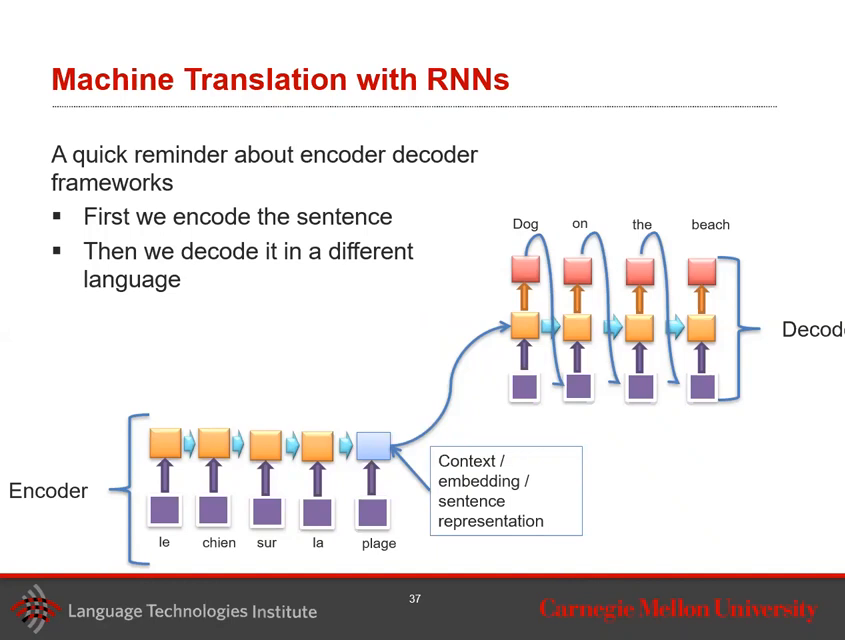 Machine Translation with RNNs
A quick reminder about encoder decoder
frameworks
▪ First we encode the sentence
▪ Then we decode it in a different
language
Dog on the beach
Decode
Encoder
Context /
embedding /
sentence
representation
le chien sur la plage
Language Technologies Institute
37
Carnegie Mellon University